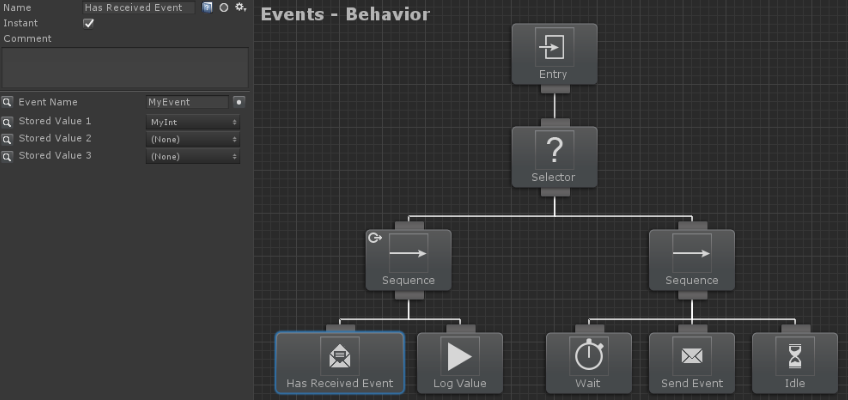 Name Has Received Event
Instant
Comment
Event Name MyEvent
Stored Value 1 MyInt
Stored Value 2 (None)
Stored Value 3 (None)
Events - Behavior
Entry
?
Selector
Sequence
Sequence
Has Received Event
Log Value
Wait
Send Event
Idle